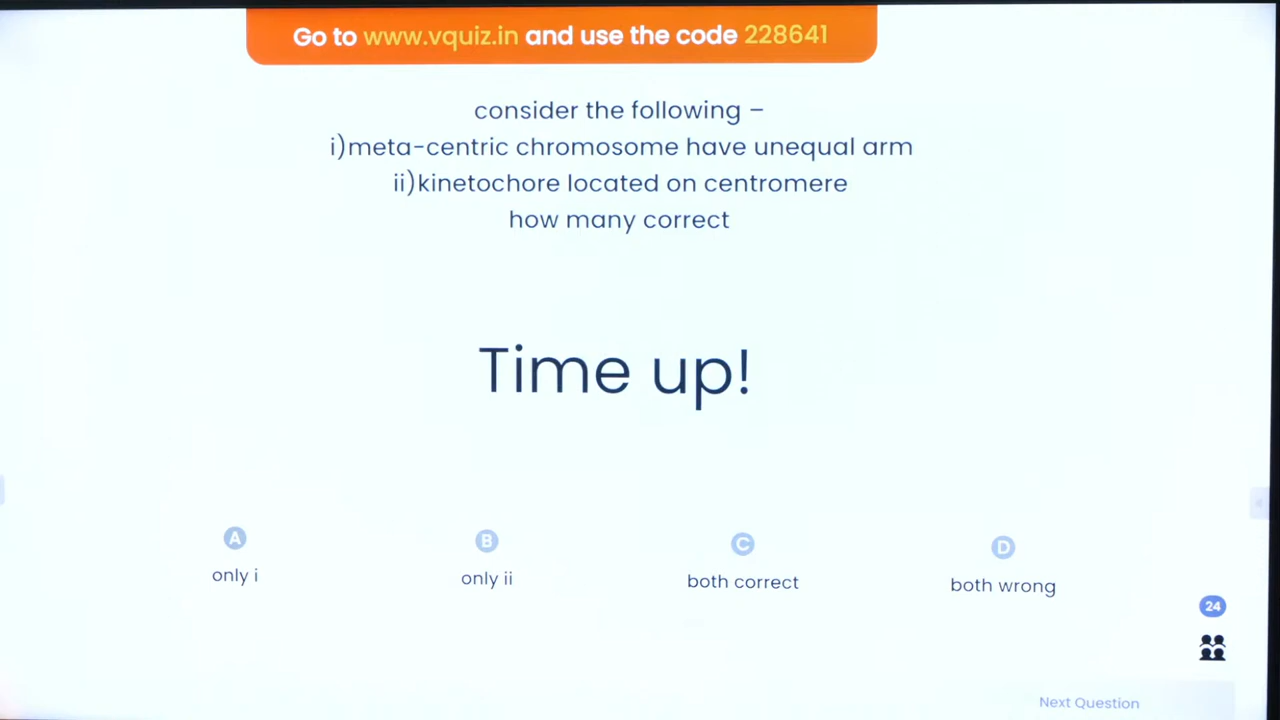 Go to www.vquiz.in and use the code 228641
consider the following –
i)meta-centric chromosome have unequal arm
ii)kinetochore located on centromere
how many correct
Time up!
A
only i
B
only ii
C
both correct
D
both wrong
24
Next Question